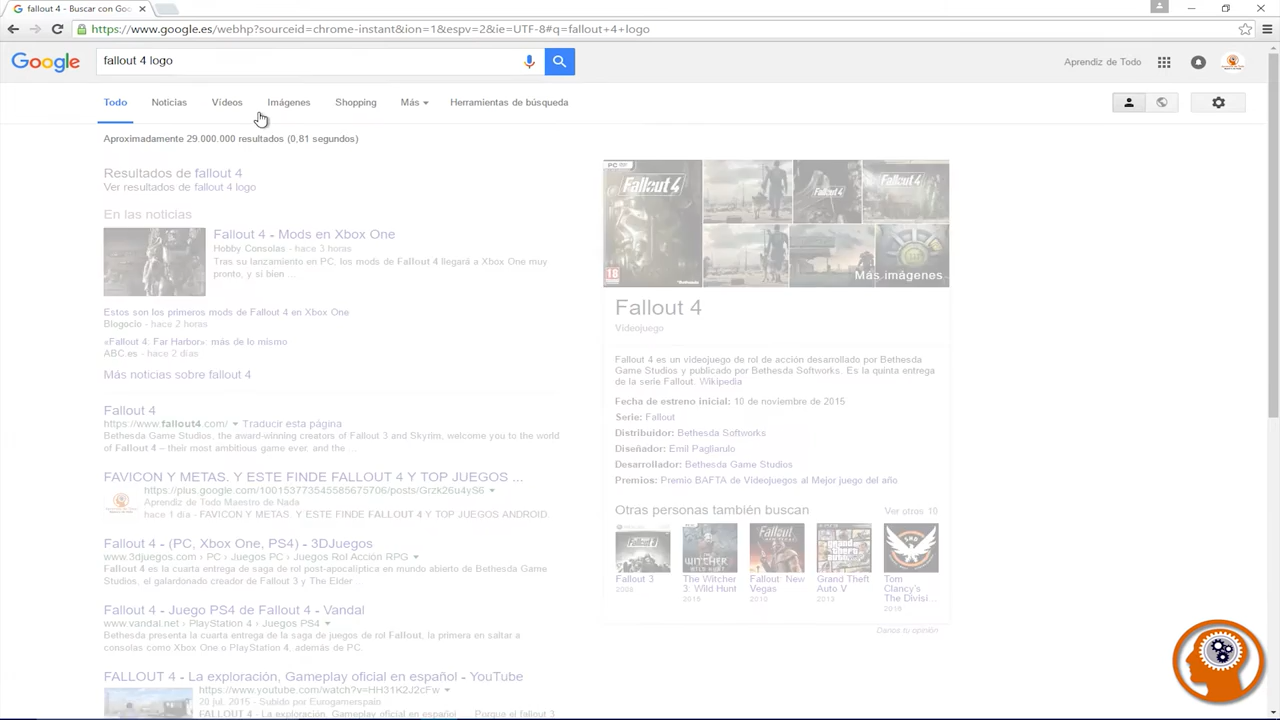 fallout 4 - Buscar con Goo
https://www.google.es/webhp?sourceid=chrome-instant&ion=1&espv=2&ie=UTF-8#q=fallout+4+logo
Google
fallout 4 logo
Aprendiz de Todo
Todo Noticias Vídeos Imágenes Shopping Más Herramientas de búsqueda
Aproximadamente 29.000.000 resultados (0,81 segundos)
Resultados de fallout 4
Ver resultados de fallout 4 logo
En las noticias
Fallout 4 - Mods en Xbox One
Hobby Consolas - hace 3 horas
Tras su lanzamiento en PC, los mods de Fallout 4 llegará a Xbox One muy
pronto, y si bien ...
Estos son los primeros mods de Fallout 4 en Xbox One
Blogocio - hace 2 horas
«Fallout 4: Far Harbor»: más de lo mismo
ABC.es - hace 2 días
Más noticias sobre fallout 4
Fallout 4
https://www.fallout4.com/ Traducir esta página
Bethesda Game Studios, the award-winning creators of Fallout 3 and Skyrim, welcome you to the world
of Fallout 4 – their most ambitious game ever, and the ...
FAVICON Y METAS. Y ESTE FINDE FALLOUT 4 Y TOP JUEGOS ...
https://plus.google.com/100153773545585675706/posts/Grzk26u4yS6
Aprendiz de Todo Maestro de Nada
hace 1 día - FAVICON Y METAS. Y ESTE FINDE FALLOUT 4 Y TOP JUEGOS ANDROID.
Fallout 4 - (PC, Xbox One, PS4) - 3DJuegos
www.3djuegos.com › PC › Juegos PC › Juegos Rol Acción RPG
Fallout 4 es la cuarta entrega de saga de rol post-apocalíptica en mundo abierto de Bethesda Game
Studios, el galardonado creador de Fallout 3 y The Elder ...
Fallout 4 - Juego PS4 de Fallout 4 - Vandal
www.vandal.net › PlayStation 4 › Juegos PS4
Bethesda presenta la cuarta entrega de la saga de juegos de rol Fallout, la primera en saltar a
consolas como Xbox One o PlayStation 4, además de PC.
FALLOUT 4 - La exploración, Gameplay oficial en español - YouTube
https://www.youtube.com/watch?v=HH31K2J2cFw
20 jul. 2015 - Subido por Eurogamerspain
FALLOUT 4 - La exploración, Gameplay oficial en español ... Porque el fallout 3
PC
Fallout 4
Fallout 4
Fallout 4
18
Más imágenes
Fallout 4
Videojuego
Fallout 4 es un videojuego de rol de acción desarrollado por Bethesda
Game Studios y publicado por Bethesda Softworks. Es la quinta entrega
de la serie Fallout. Wikipedia
Fecha de estreno inicial: 10 de noviembre de 2015
Serie: Fallout
Distribuidor: Bethesda Softworks
Diseñador: Emil Pagliarulo
Desarrollador: Bethesda Game Studios
Premios: Premio BAFTA de Videojuegos al Mejor juego del año
Otras personas también buscan Ver otros 10
Fallout 3
2008
The Witcher
3: Wild Hunt
2015
Fallout: New
Vegas
2010
Grand Theft
Auto V
2013
Tom
Clancy's
The Divisi...
2016
Danos tu opinión